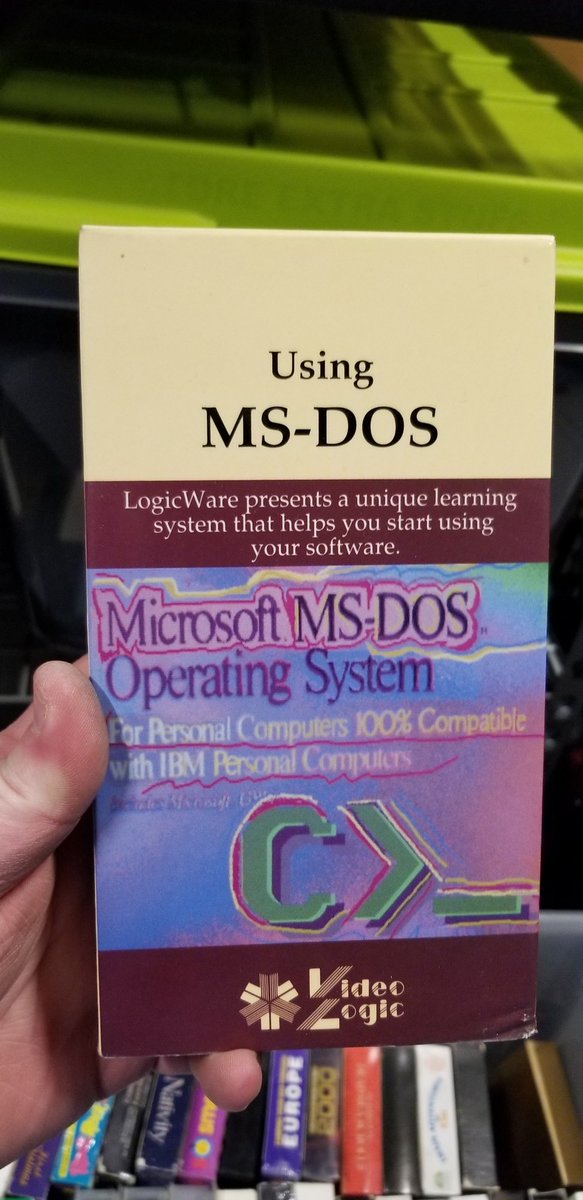 Using
MS-DOS
LogicWare presents a unique learning
system that helps you start using
your software.
Microsoft MS-DOS
Operating System
For Personal Computers 100% Compatible
with IBM Personal Computers
Microsoft
C>_
Video
Logic
Nativity
EUROPE